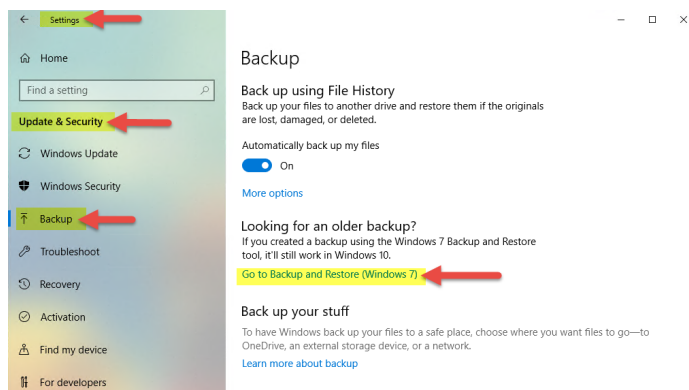 Settings
Home
Find a setting
Update & Security
Windows Update
Windows Security
Backup
Troubleshoot
Recovery
Activation
Find my device
For developers
Backup
Back up using File History
Back up your files to another drive and restore them if the originals
are lost, damaged, or deleted.
Automatically back up my files
On
More options
Looking for an older backup?
If you created a backup using the Windows 7 Backup and Restore
tool, it'll still work in Windows 10.
Go to Backup and Restore (Windows 7)
Back up your stuff
To have Windows back up your files to a safe place, choose where you want files to go—to
OneDrive, an external storage device, or a network.
Learn more about backup